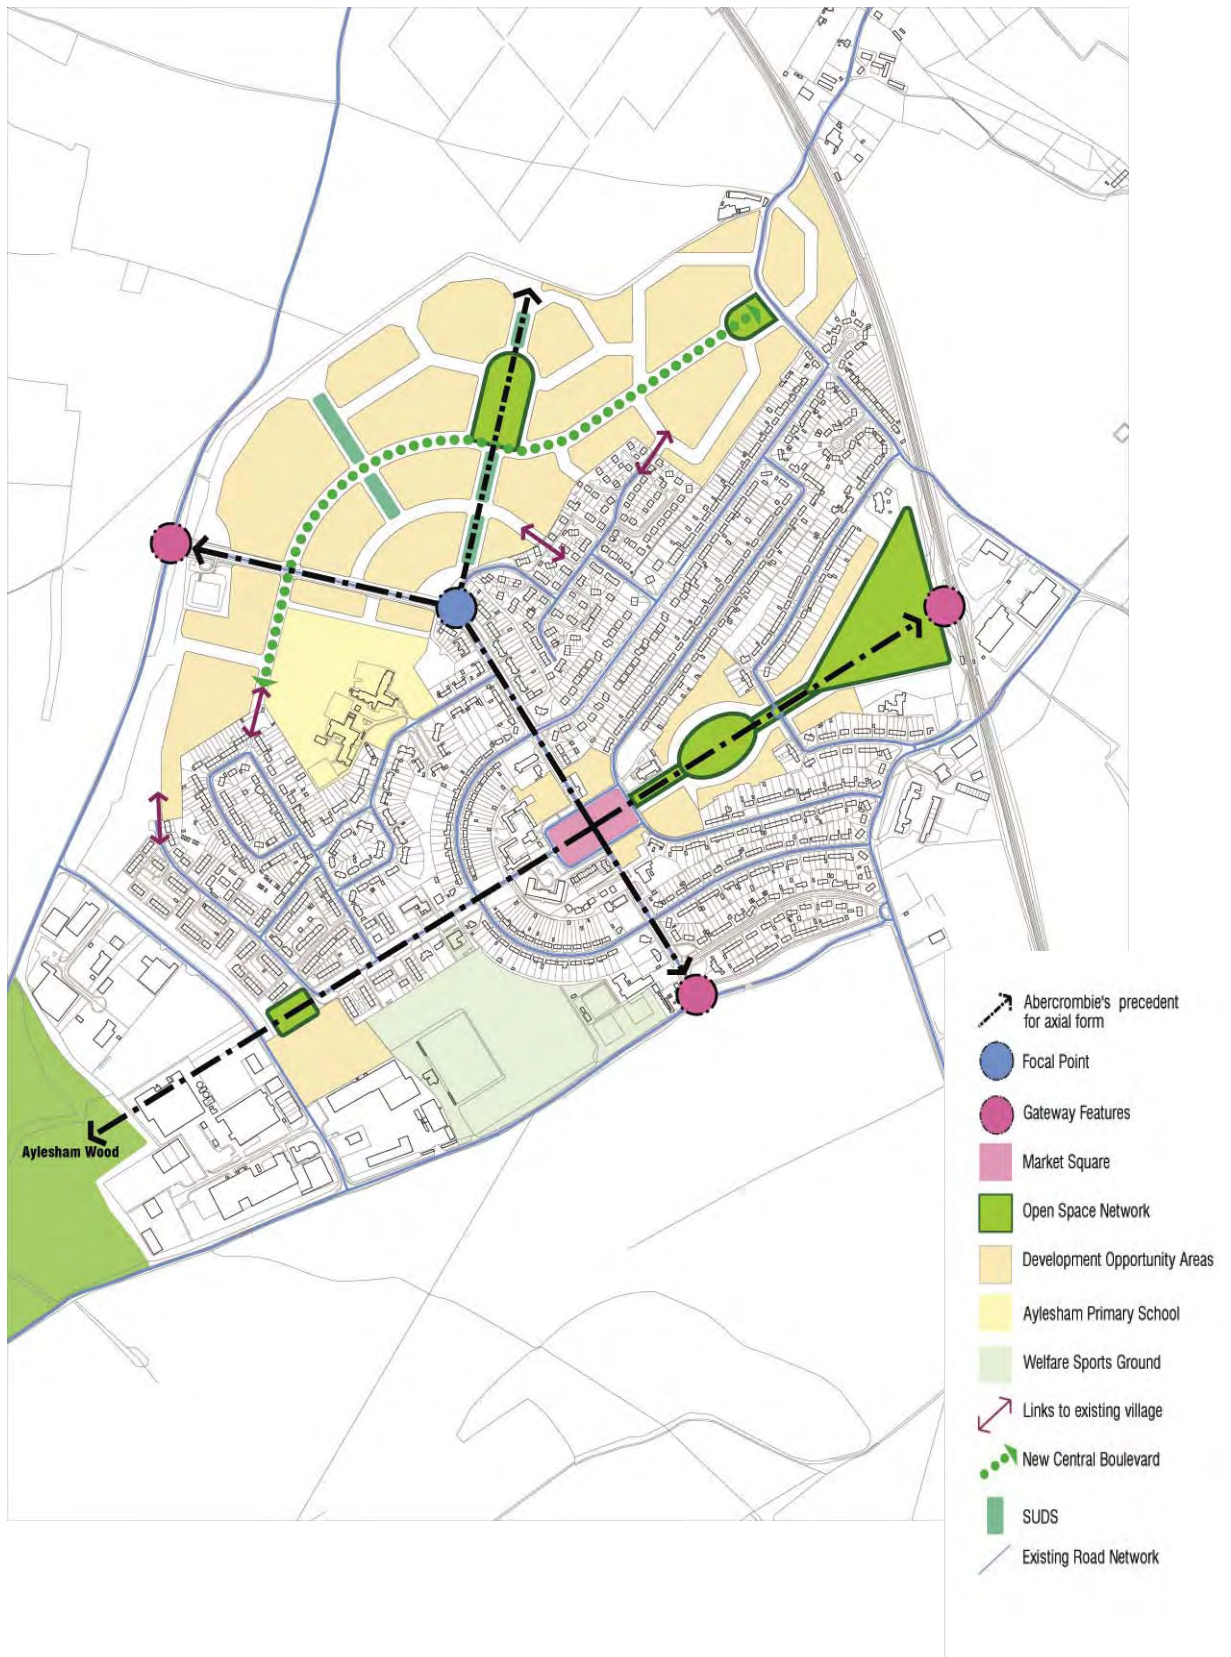 Aylesham Wood
Abercrombie's precedent
for axial form
Focal Point
Gateway Features
Market Square
Open Space Network
Development Opportunity Areas
Aylesham Primary School
Welfare Sports Ground
Links to existing village
New Central Boulevard
SUDS
Existing Road Network